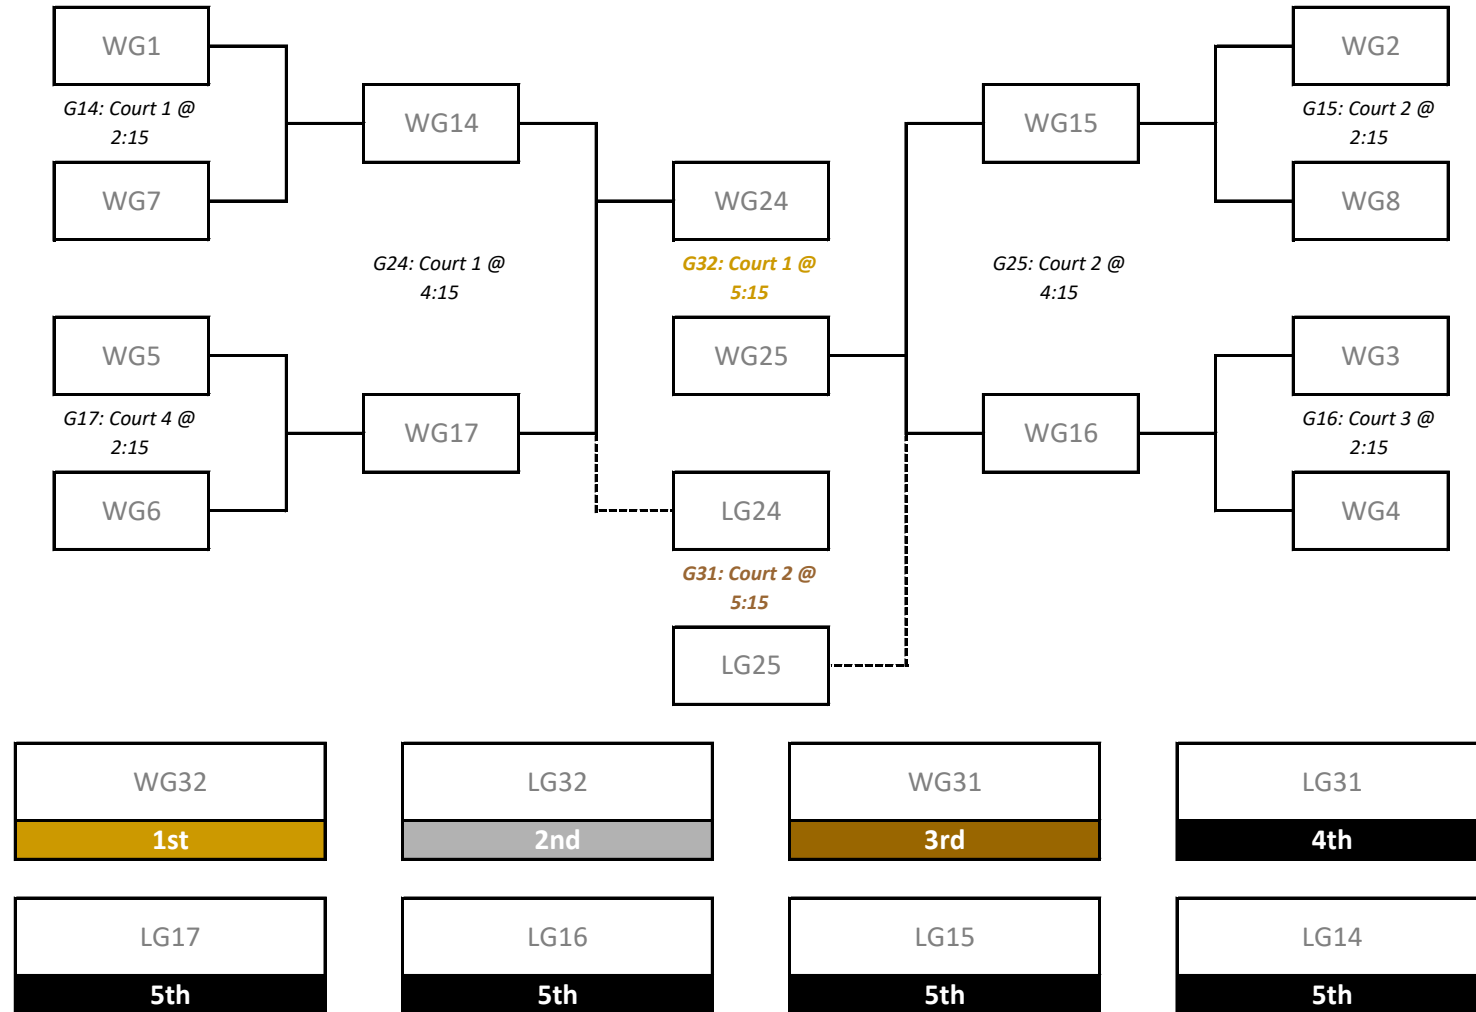 WG1
WG2
G14: Court 1 @
2:15
WG14
WG15
G15: Court 2 @
2:15
WG7
WG24
WG8
G24: Court 1 @
4:15
G32: Court 1 @
5:15
G25: Court 2 @
4:15
WG5
WG25
WG3
G17: Court 4 @
2:15
WG17
WG16
G16: Court 3 @
2:15
WG6
LG24
WG4
G31: Court 2 @
5:15
LG25
WG32
LG32
WG31
LG31
1st
2nd
3rd
4th
LG17
LG16
LG15
LG14
5th
5th
5th
5th